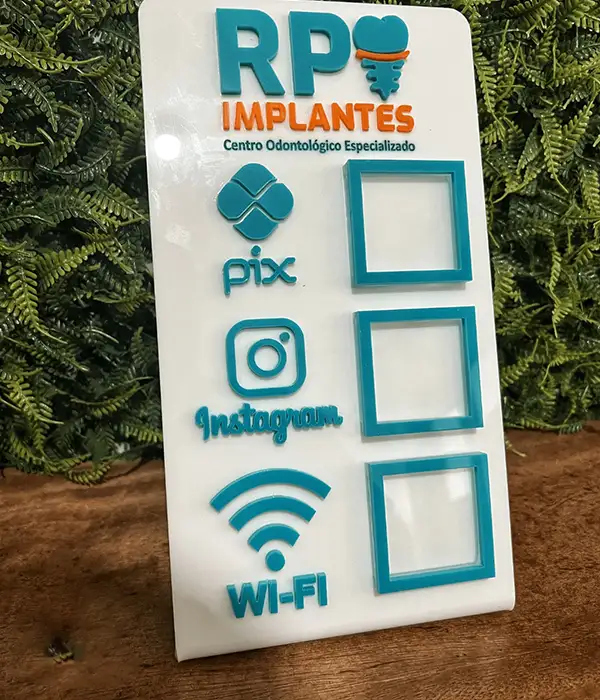 RP
IMPLANTES
Centro Odontológico Especializado
pix
Instagram
WI-FI